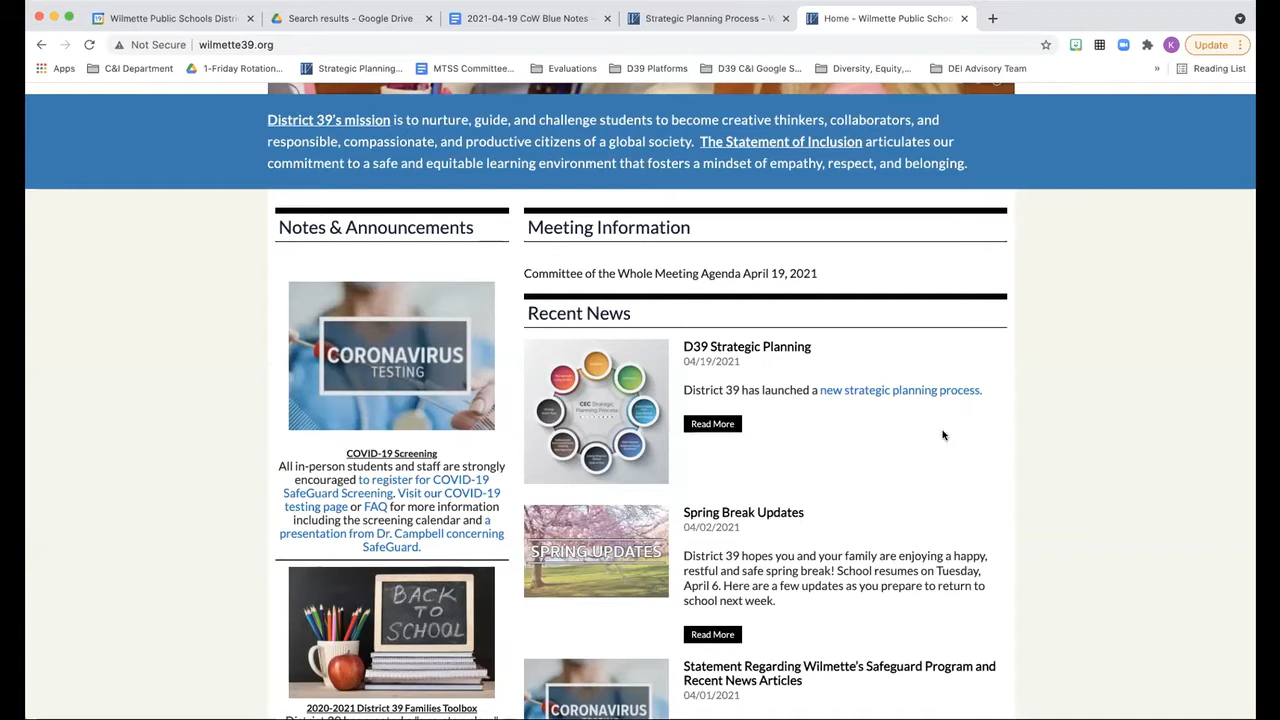 Wilmette Public Schools Distri
Search results - Google Drive
2021-04-19 CoW Blue Notes -
Strategic Planning Process - W
Home - Wilmette Public Schoo
Not Secure
wilmette39.org
K
Update
Apps
C&I Department
1-Friday Rotation...
Strategic Planning...
MTSS Committee...
Evaluations
D39 Platforms
D39 C&I Google S...
Diversity, Equity,...
DEI Advisory Team
»
Reading List
District 39's mission is to nurture, guide, and challenge students to become creative thinkers, collaborators, and
responsible, compassionate, and productive citizens of a global society. The Statement of Inclusion articulates our
commitment to a safe and equitable learning environment that fosters a mindset of empathy, respect, and belonging.
Notes & Announcements
CORONAVIRUS
TESTING
COVID-19 Screening
All in-person students and staff are strongly
encouraged to register for COVID-19
SafeGuard Screening. Visit our COVID-19
testing page or FAQ for more information
including the screening calendar and a
presentation from Dr. Campbell concerning
SafeGuard.
BACK
TO
SCHOOL
2020-2021 District 39 Families Toolbox
Meeting Information
Committee of the Whole Meeting Agenda April 19, 2021
Recent News
CEC Strategic
Planning Process
D39 Strategic Planning
04/19/2021
District 39 has launched a new strategic planning process.
Read More
SPRING UPDATES
Spring Break Updates
04/02/2021
District 39 hopes you and your family are enjoying a happy,
restful and safe spring break! School resumes on Tuesday,
April 6. Here are a few updates as you prepare to return to
school next week.
Read More
CORONAVIRUS
Statement Regarding Wilmette's Safeguard Program and
Recent News Articles
04/01/2021